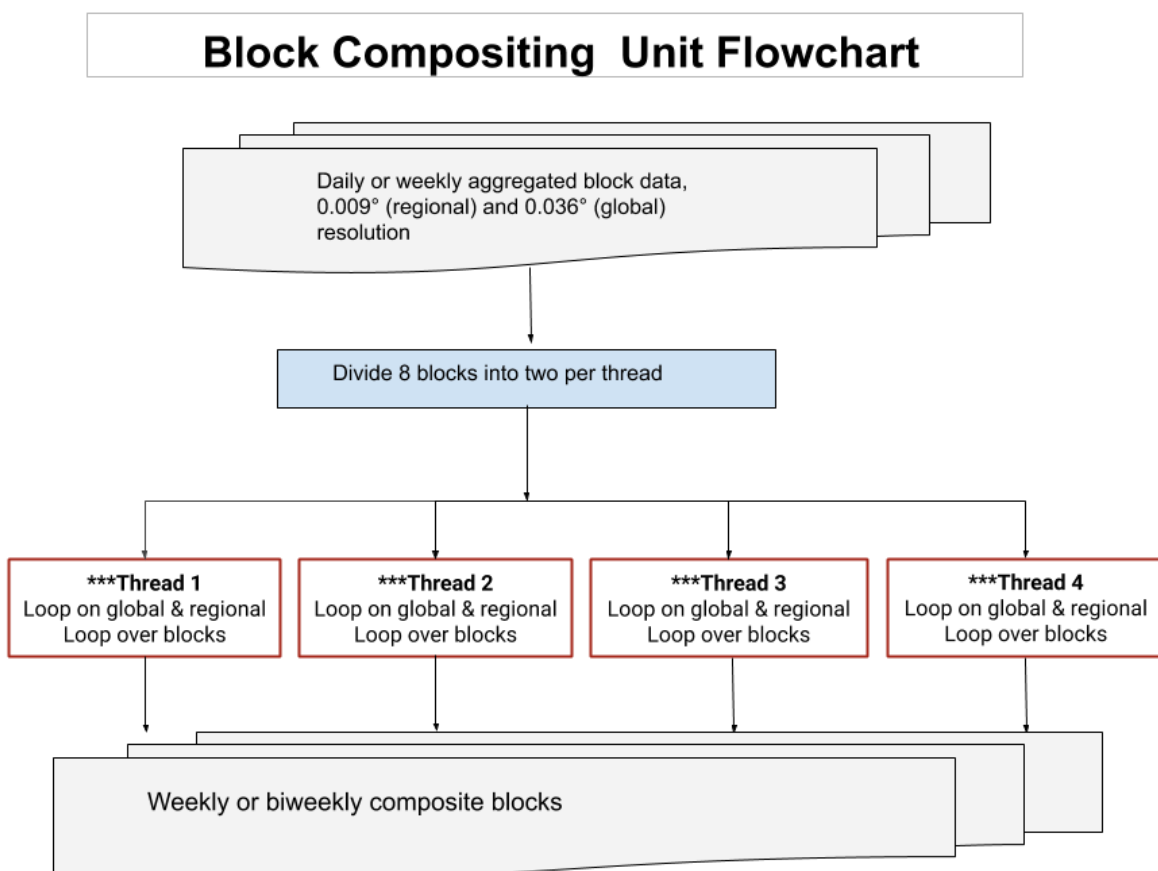 Block Compositing  Unit Flowchart
Daily or weekly aggregated block data,
0.009° (regional) and 0.036° (global)
resolution
Divide 8 blocks into two per thread
***Thread 1
Loop on global & regional
Loop over blocks
***Thread 2
Loop on global & regional
Loop over blocks
***Thread 3
Loop on global & regional
Loop over blocks
***Thread 4
Loop on global & regional
Loop over blocks
Weekly or biweekly composite blocks